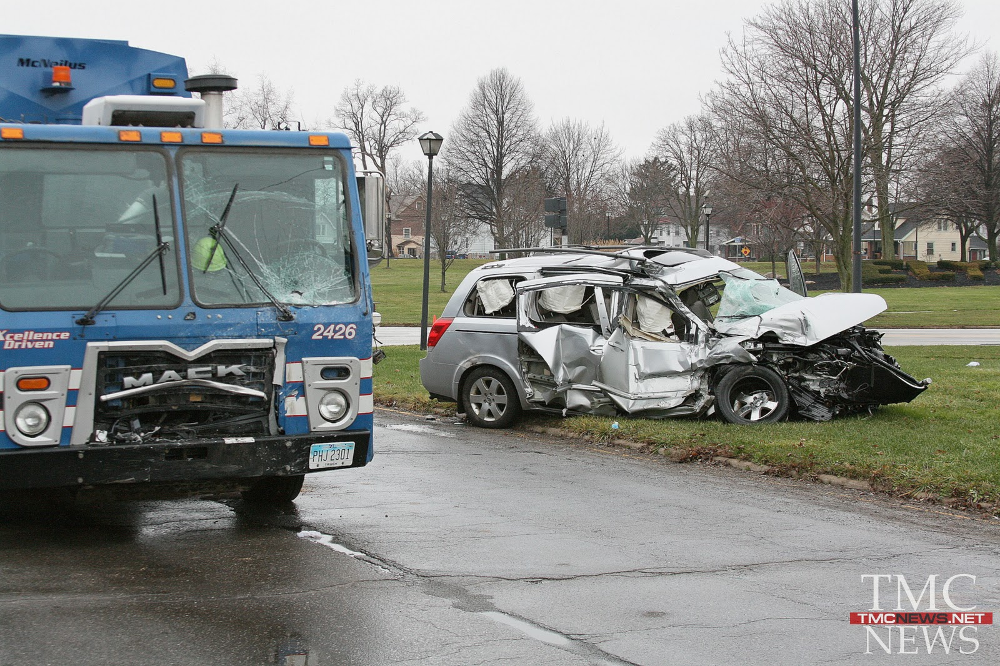 McNeilus
Xcellence
Driven
2426
MACK
PHJ 2301
TRUCK
TMC
TMCNEWS.NET
NEWS